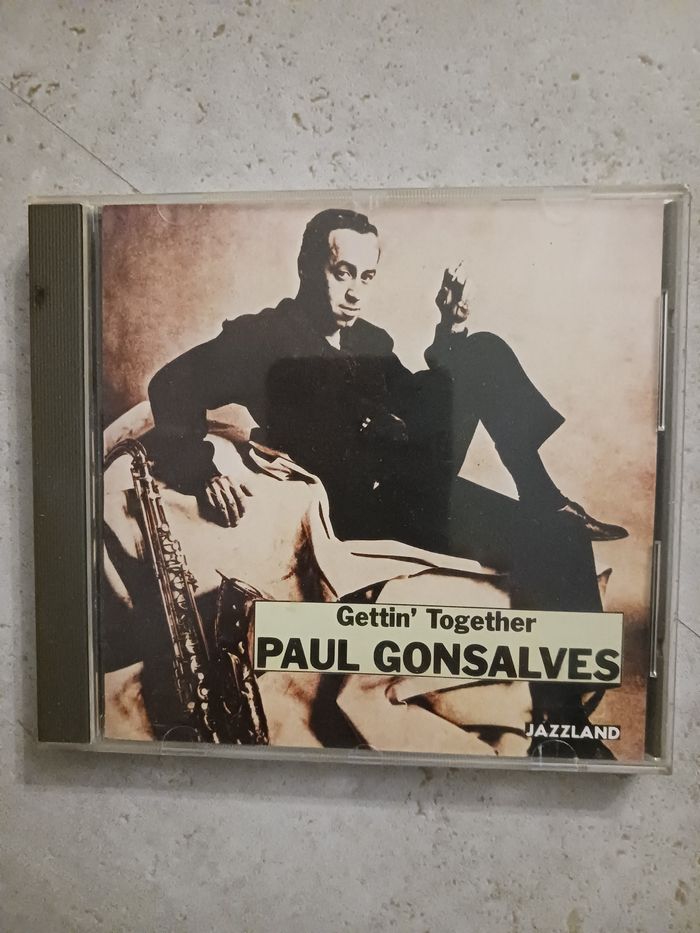 Gettin' Together
PAUL GONSALVES
JAZZLAND